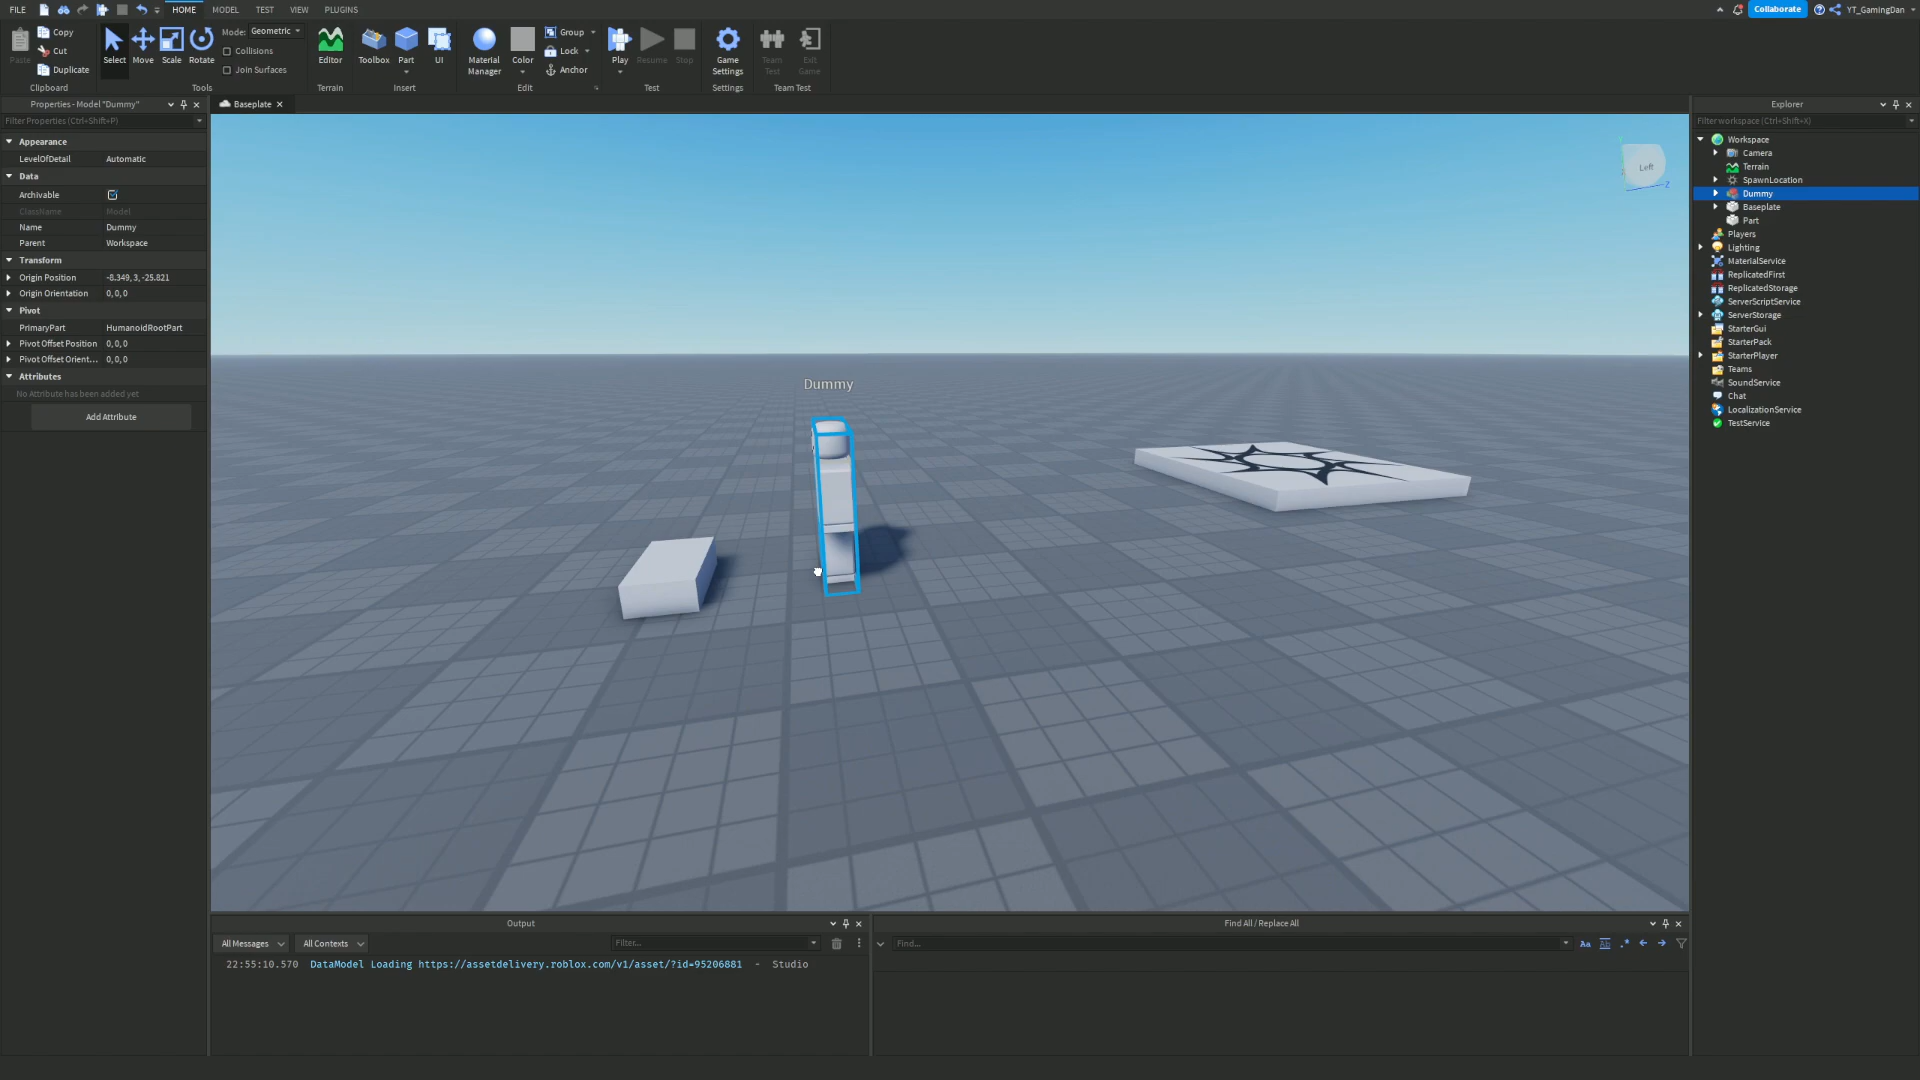 FILE HOME MODEL TEST VIEW PLUGINS Collaborate YT_GamingDan
Paste Copy Cut Duplicate Select Move Scale Rotate Mode: Geometric Collisions Join Surfaces Editor Toolbox Part UI Material Manager Color Group Lock Anchor Play Resume Stop Game Settings Team Test Exit Game
Clipboard Tools Terrain Insert Edit Test Settings Team Test
Properties - Model "Dummy"
Filter Properties (Ctrl+Shift+P)
Appearance
LevelOfDetail Automatic
Data
Archivable
ClassName Model
Name Dummy
Parent Workspace
Transform
Origin Position -8.349, 3, -25.821
Origin Orientation 0, 0, 0
Pivot
PrimaryPart HumanoidRootPart
Pivot Offset Position 0, 0, 0
Pivot Offset Orient... 0, 0, 0
Attributes
No Attribute has been added yet
Add Attribute
Baseplate
Left
Z
Dummy
Explorer
Filter workspace (Ctrl+Shift+X)
Workspace
Camera
Terrain
SpawnLocation
Dummy
Baseplate
Part
Players
Lighting
MaterialService
ReplicatedFirst
ReplicatedStorage
ServerScriptService
ServerStorage
StarterGui
StarterPack
StarterPlayer
Teams
SoundService
Chat
LocalizationService
TestService
Output
All Messages All Contexts Filter...
22:55:10.570 DataModel Loading https://assetdelivery.roblox.com/v1/asset/?id=95206881 - Studio
Find All / Replace All
Find... Aa Ab .*